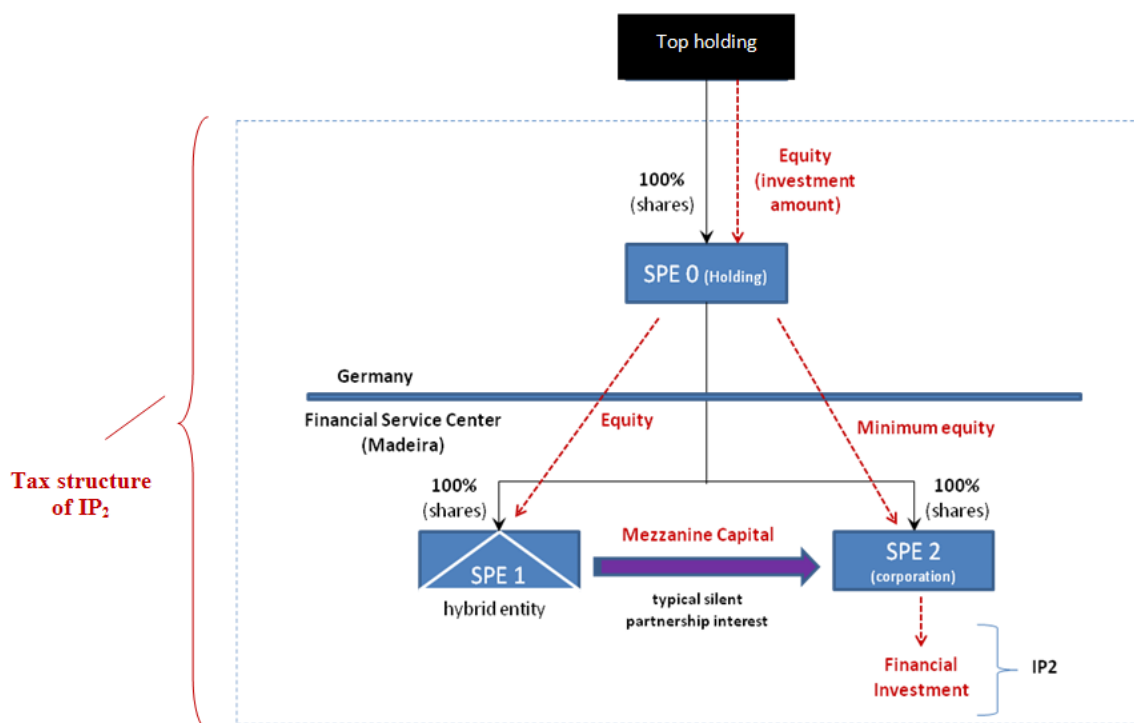 Top holding
Equity
(investment
amount)
100%
(shares)
SPE 0 (Holding)
Germany
Financial Service Center
(Madeira)
Equity
Minimum equity
Tax structure
of IP₂
100%
(shares)
100%
(shares)
Mezzanine Capital
SPE 1
SPE 2
(corporation)
hybrid entity
typical silent
partnership interest
Financial
Investment
IP2